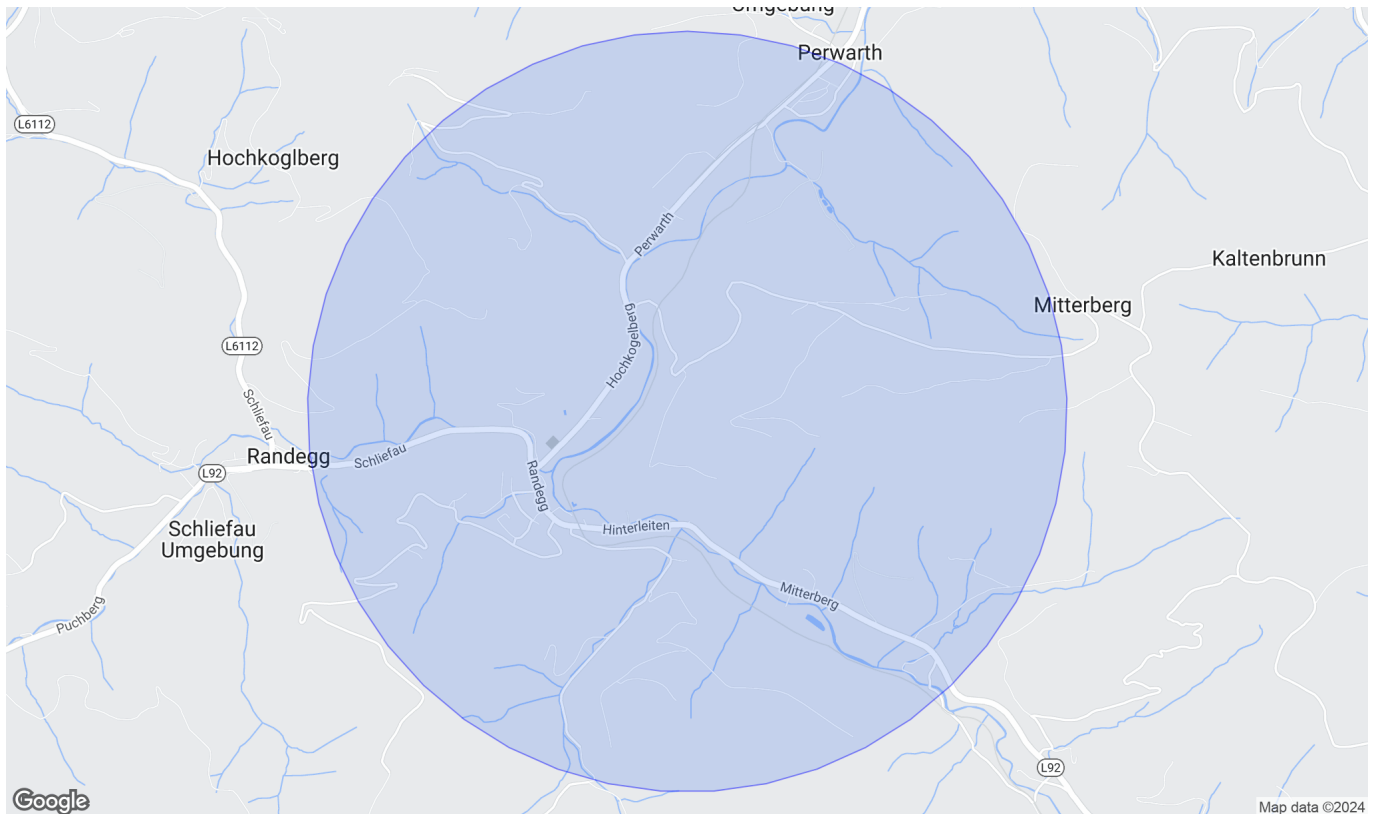 Umgebung
Perwarth
L6112
Hochkoglberg
Perwarth
Kaltenbrunn
Mitterberg
Hochkogelberg
L6112
Schliefau
Randegg
Schliefau
L92
Randegg
Schliefau
Umgebung
Hinterleiten
Mitterberg
Puchberg
L92
Google
Map data ©2024